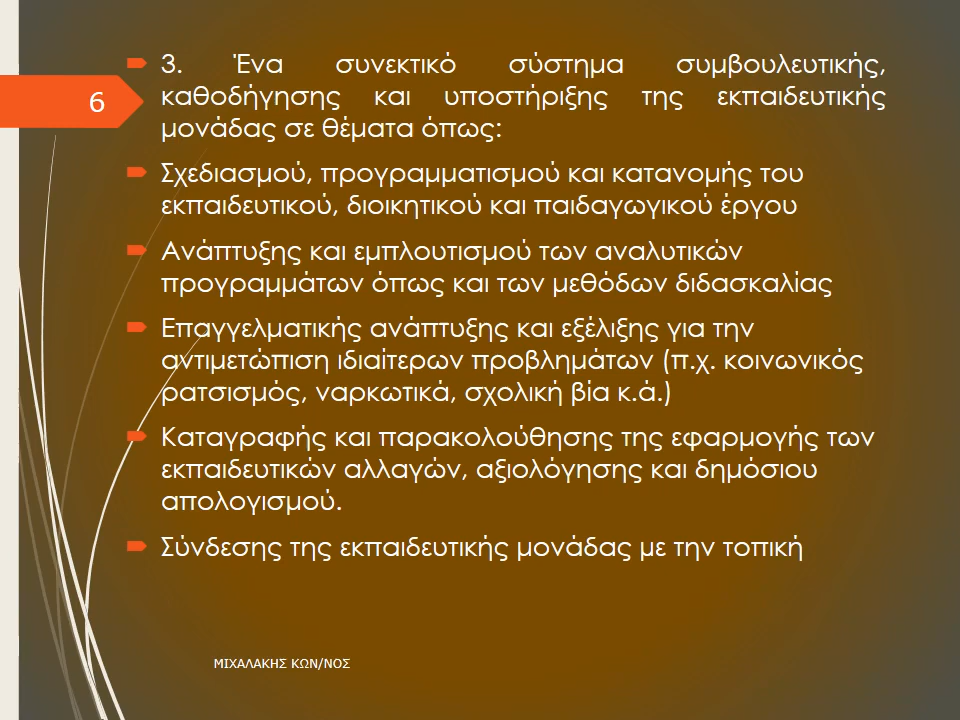 6
3. Ένα συνεκτικό σύστημα συμβουλευτικής,
καθοδήγησης και υποστήριξης της εκπαιδευτικής
μονάδας σε θέματα όπως:
Σχεδιασμού, προγραμματισμού και κατανομής του
εκπαιδευτικού, διοικητικού και παιδαγωγικού έργου
Ανάπτυξης και εμπλουτισμού των αναλυτικών
προγραμμάτων όπως και των μεθόδων διδασκαλίας
Επαγγελματικής ανάπτυξης και εξέλιξης για την
αντιμετώπιση ιδιαίτερων προβλημάτων (π.χ. κοινωνικός
ρατσισμός, ναρκωτικά, σχολική βία κ.ά.)
Καταγραφής και παρακολούθησης της εφαρμογής των
εκπαιδευτικών αλλαγών, αξιολόγησης και δημόσιου
απολογισμού.
Σύνδεσης της εκπαιδευτικής μονάδας με την τοπική
ΜΙΧΑΛΑΚΗΣ ΚΩΝ/ΝΟΣ